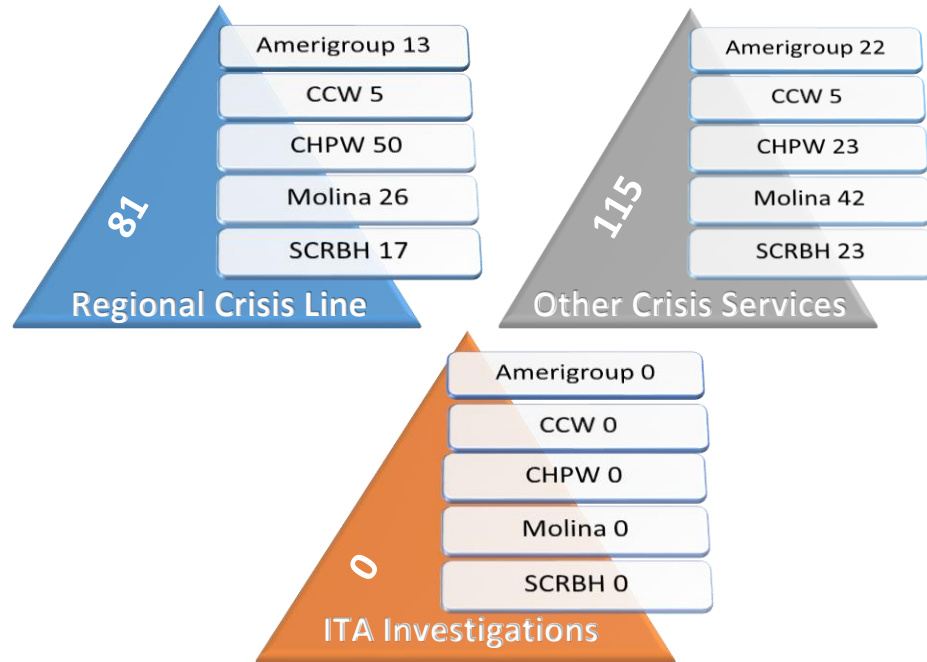 Amerigroup 13
CCW 5
CHPW 50
Molina 26
SCRBH 17
81
Regional Crisis Line
Amerigroup 22
CCW 5
CHPW 23
Molina 42
SCRBH 23
115
Other Crisis Services
Amerigroup 0
CCW 0
CHPW 0
Molina 0
SCRBH 0
0
ITA Investigations